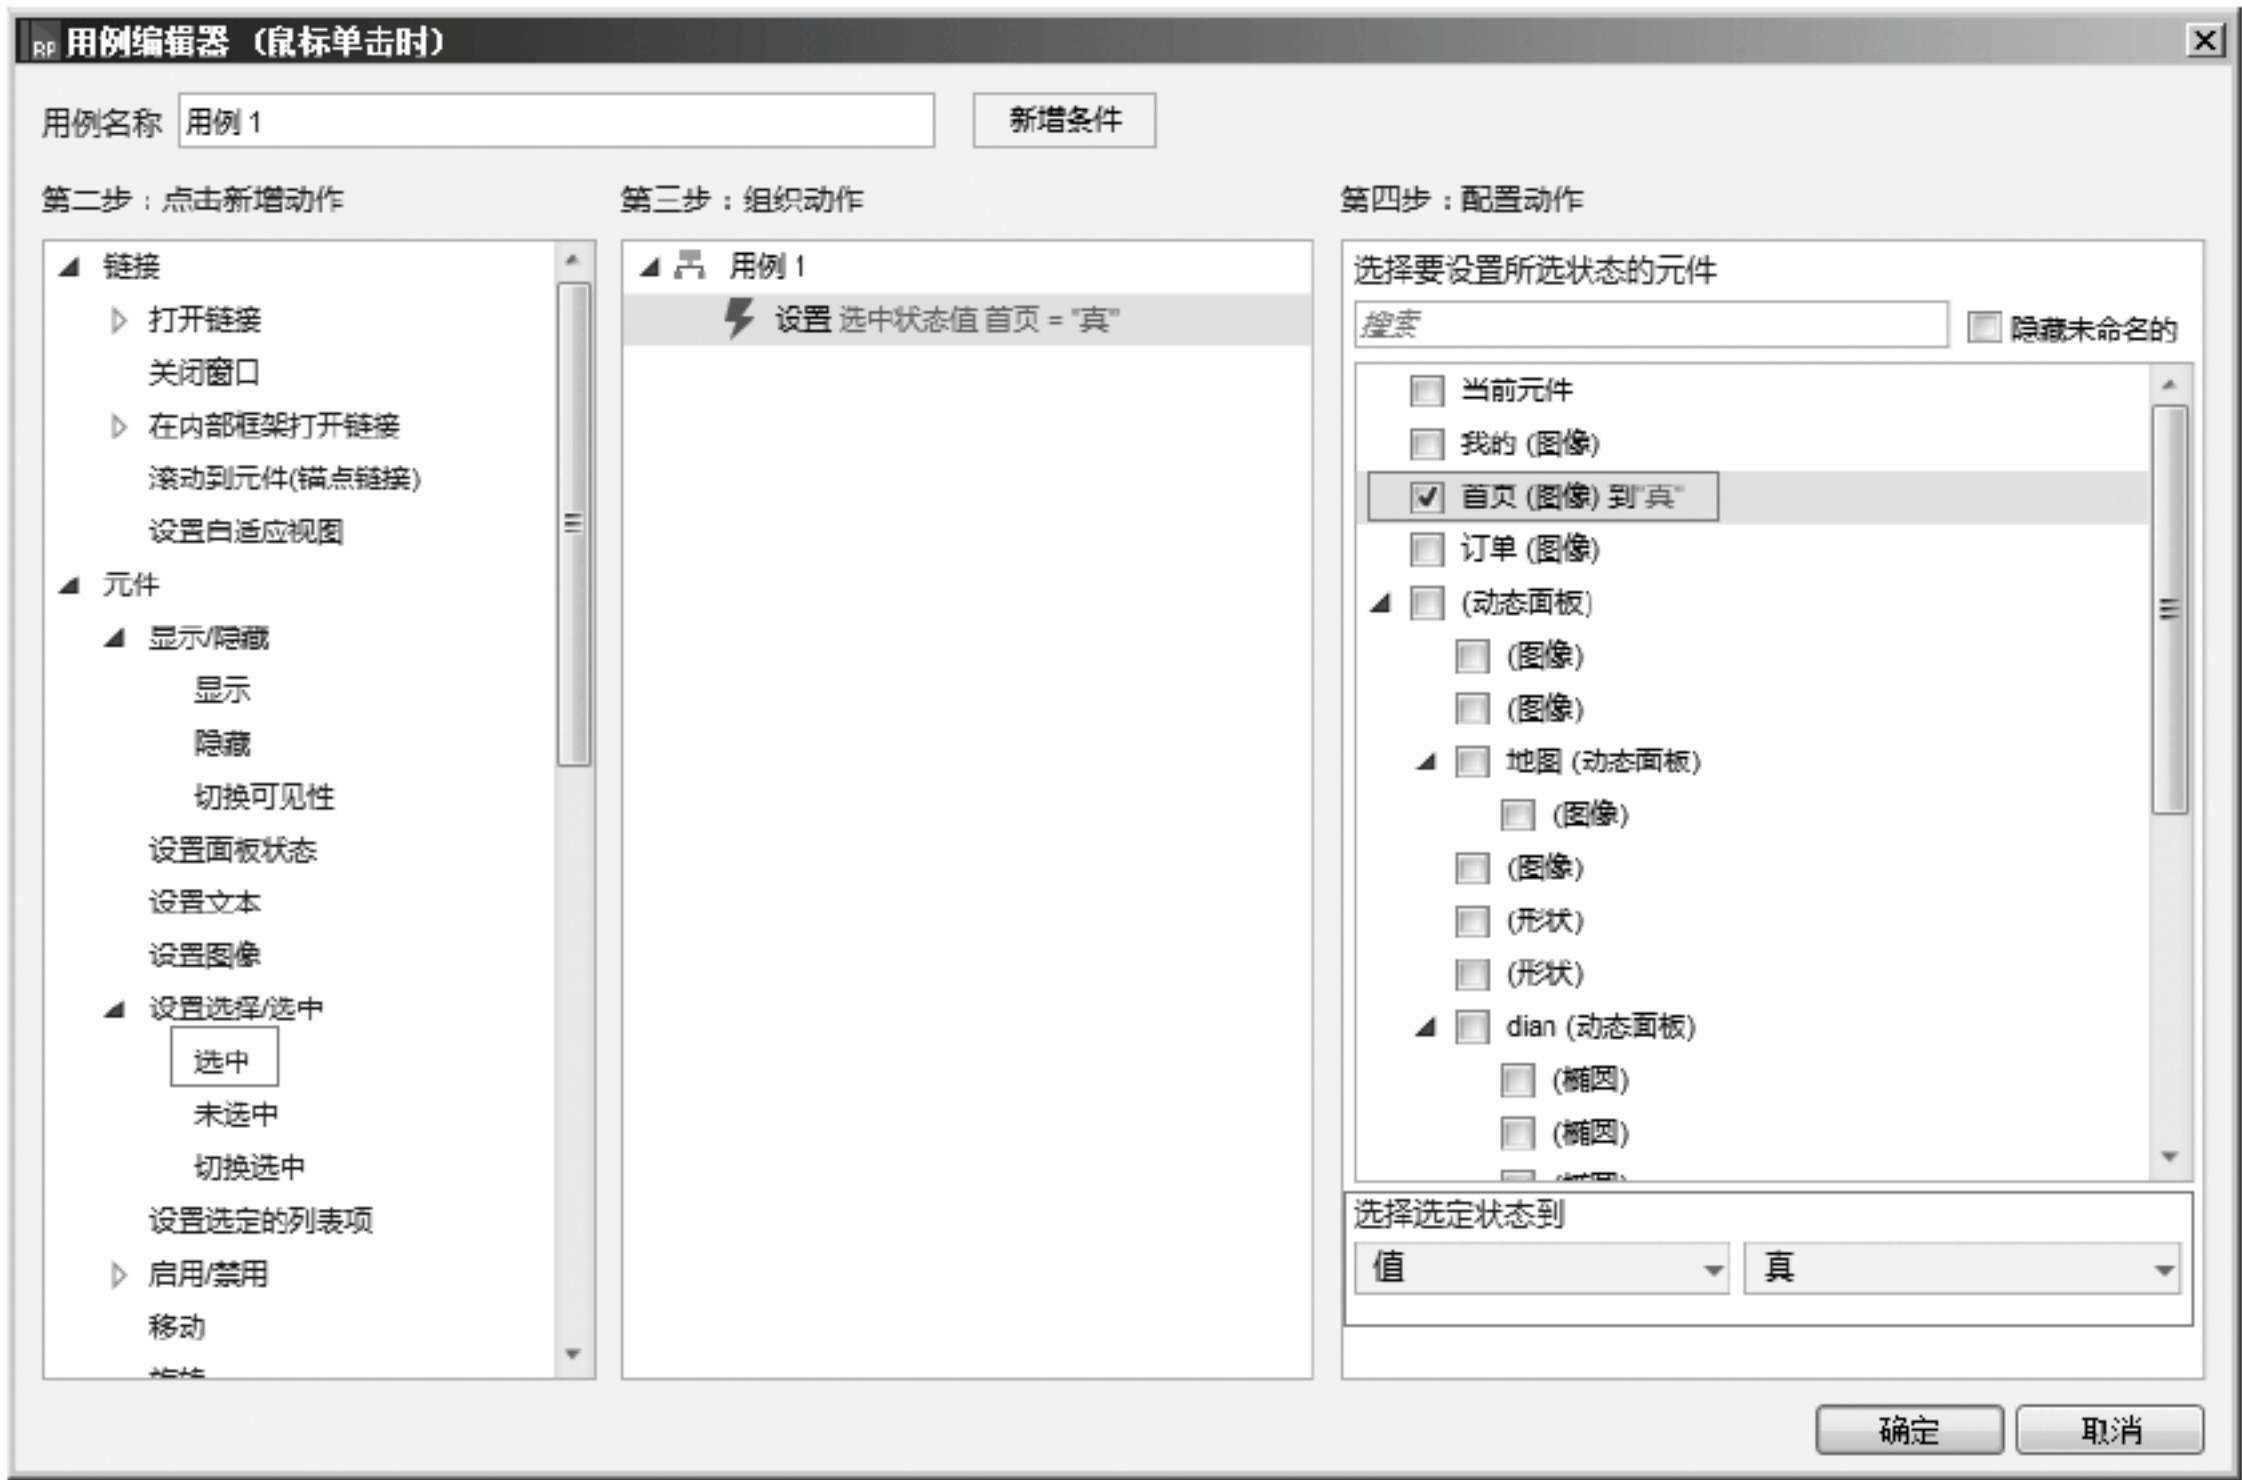 RP 用例编辑器（鼠标单击时）
用例名称 用例 1 新增条件
第二步：点击新增动作
链接
打开链接
关闭窗口
在内部框架打开链接
滚动到元件(锚点链接)
设置自适应视图
元件
显示/隐藏
显示
隐藏
切换可见性
设置面板状态
设置文本
设置图像
设置选择/选中
选中
未选中
切换选中
设置选定的列表项
启用/禁用
移动
第三步：组织动作
用例 1
设置 选中状态值 首页 = "真"
第四步：配置动作
选择要设置所选状态的元件
搜索 隐藏未命名的
当前元件
我的 (图像)
首页 (图像) 到"真"
订单 (图像)
(动态面板)
(图像)
(图像)
地图 (动态面板)
(图像)
(图像)
(形状)
(形状)
dian (动态面板)
(椭圆)
(椭圆)
选择选定状态到
值 真
确定 取消